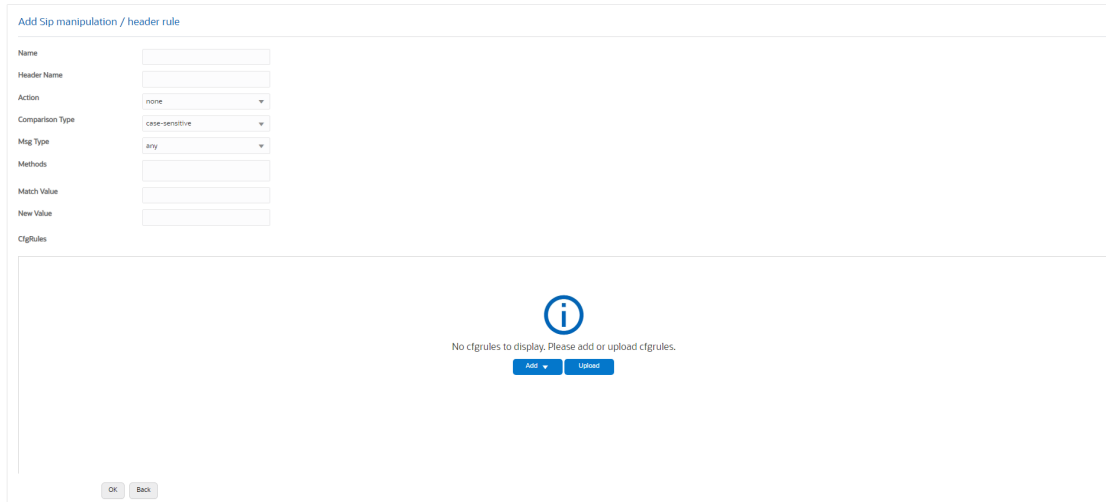 Add Sip manipulation / header rule
Name
Header Name
Action none
Comparison Type case-sensitive
Msg Type any
Methods
Match Value
New Value
CfgRules
No cfgrules to display. Please add or upload cfgrules.
Add Upload
OK Back